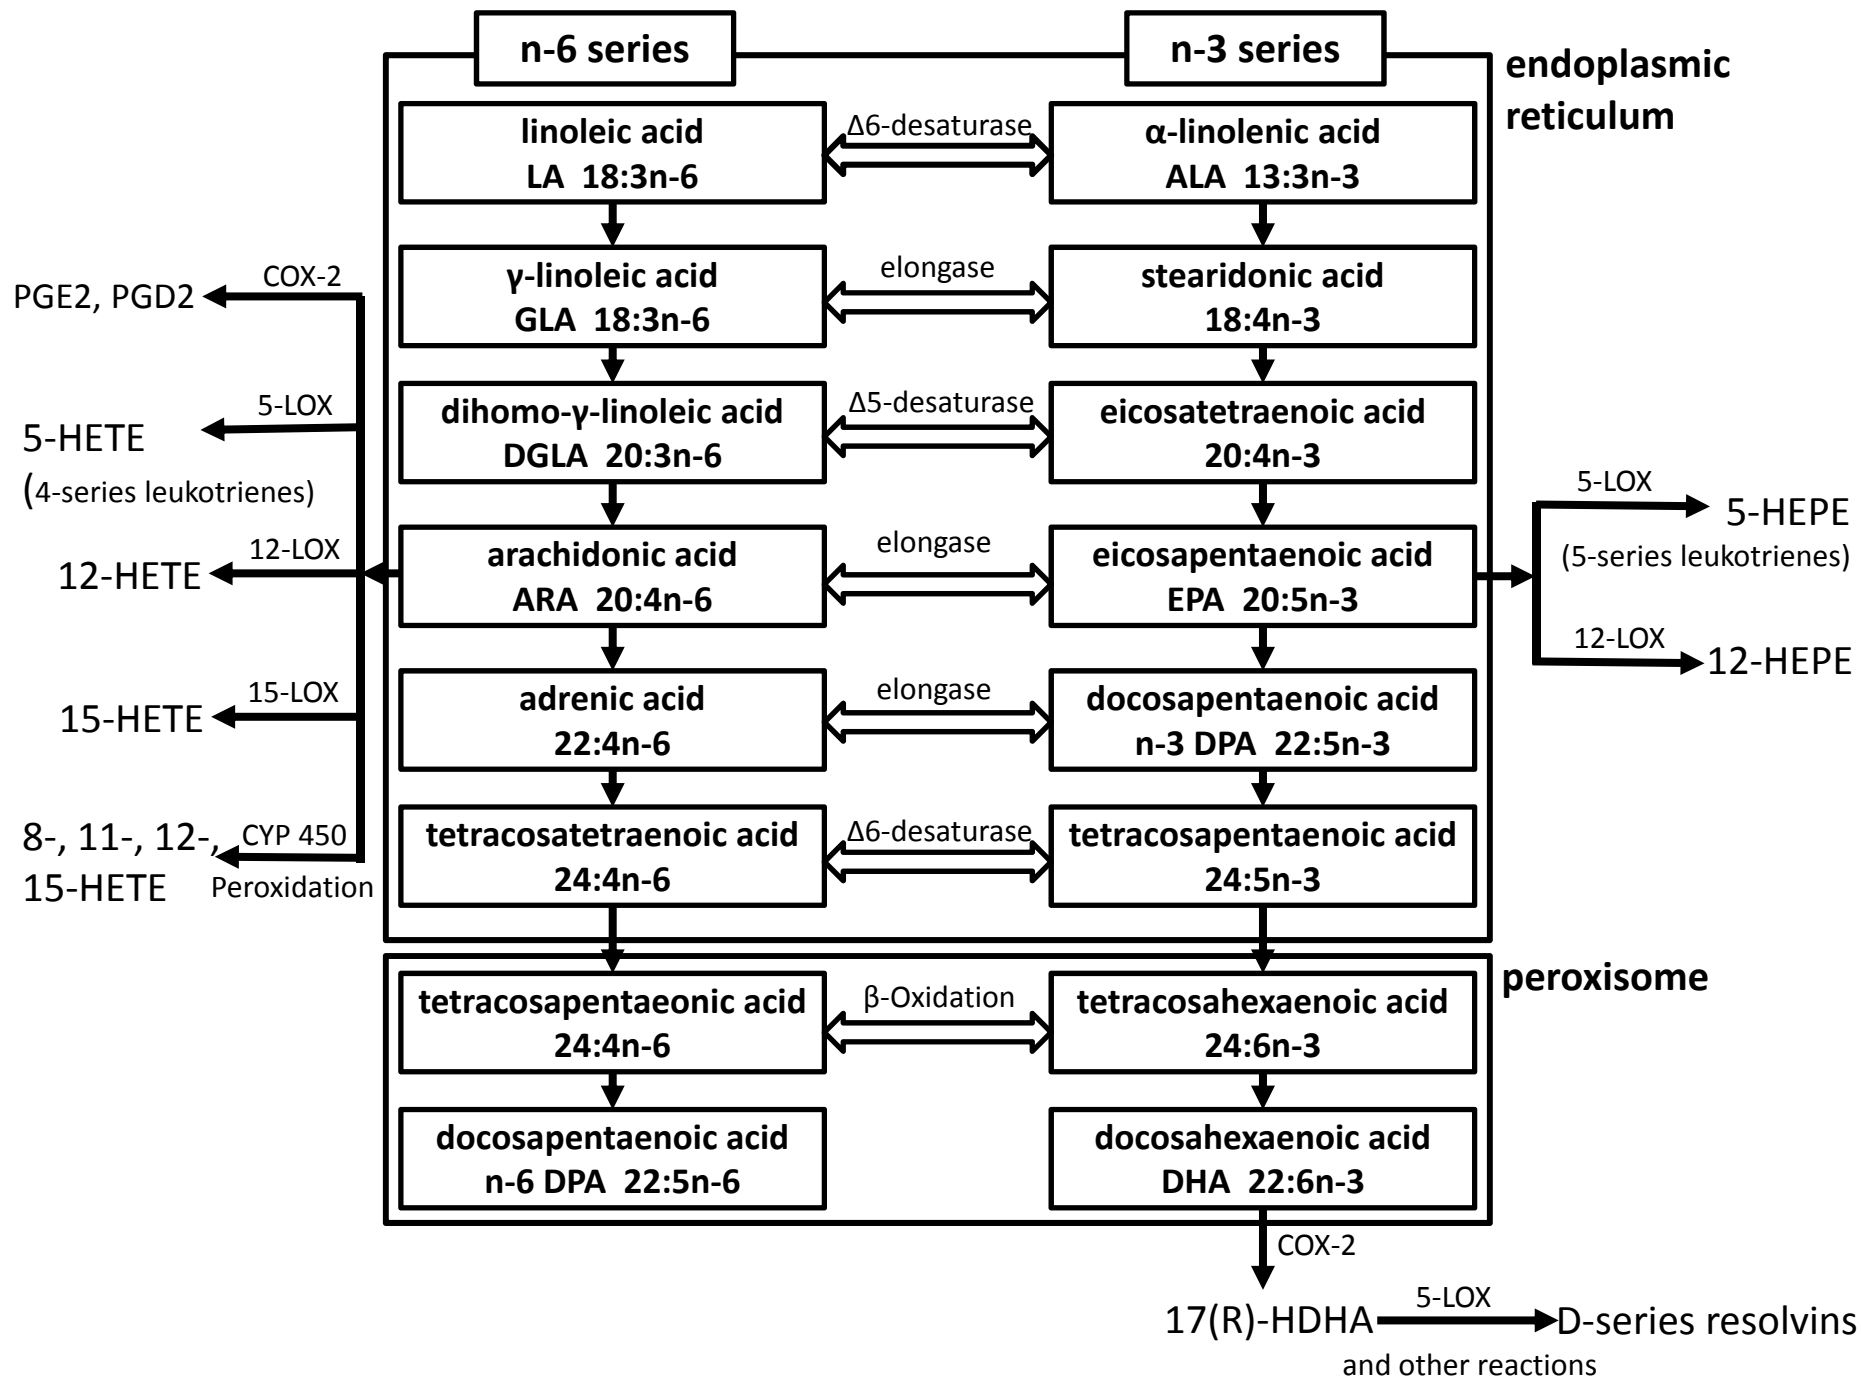 n-6 series
n-3 series
endoplasmic
reticulum
linoleic acid
LA 18:3n-6
Δ6-desaturase
α-linolenic acid
ALA 13:3n-3
γ-linoleic acid
GLA 18:3n-6
elongase
stearidonic acid
18:4n-3
COX-2
PGE2, PGD2
dihomo-γ-linoleic acid
DGLA 20:3n-6
Δ5-desaturase
eicosatetraenoic acid
20:4n-3
5-LOX
5-HETE
(4-series leukotrienes)
5-LOX
5-HEPE
(5-series leukotrienes)
12-LOX
12-HETE
arachidonic acid
ARA 20:4n-6
elongase
eicosapentaenoic acid
EPA 20:5n-3
12-LOX
12-HEPE
15-LOX
15-HETE
adrenic acid
22:4n-6
elongase
docosapentaenoic acid
n-3 DPA 22:5n-3
8-, 11-, 12-,
15-HETE
CYP 450
Peroxidation
tetracosatetraenoic acid
24:4n-6
Δ6-desaturase
tetracosapentaenoic acid
24:5n-3
peroxisome
tetracosapentaeonic acid
24:4n-6
β-Oxidation
tetracosahexaenoic acid
24:6n-3
docosapentaenoic acid
n-6 DPA 22:5n-6
docosahexaenoic acid
DHA 22:6n-3
COX-2
17(R)-HDHA
5-LOX
D-series resolvins
and other reactions